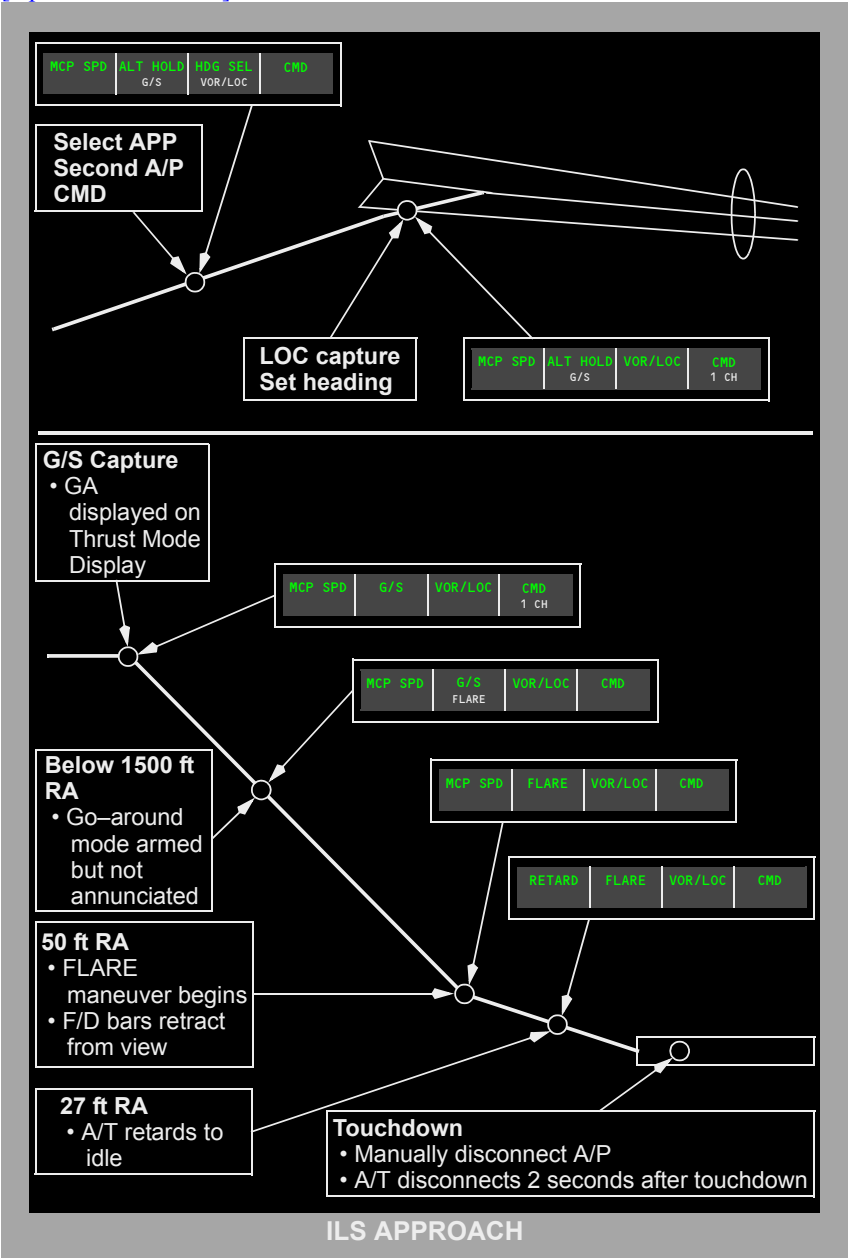 MCP SPD ALT HOLD HDG SEL CMD
G/S VOR/LOC
Select APP
Second A/P
CMD
LOC capture
Set heading
MCP SPD ALT HOLD VOR/LOC CMD
G/S 1 CH
G/S Capture
• GA
displayed on
Thrust Mode
Display
MCP SPD G/S VOR/LOC CMD
1 CH
MCP SPD G/S VOR/LOC CMD
FLARE
Below 1500 ft
RA
• Go–around
mode armed
but not
annunciated
MCP SPD FLARE VOR/LOC CMD
RETARD FLARE VOR/LOC CMD
50 ft RA
• FLARE
maneuver begins
• F/D bars retract
from view
27 ft RA
• A/T retards to
idle
Touchdown
• Manually disconnect A/P
• A/T disconnects 2 seconds after touchdown
ILS APPROACH